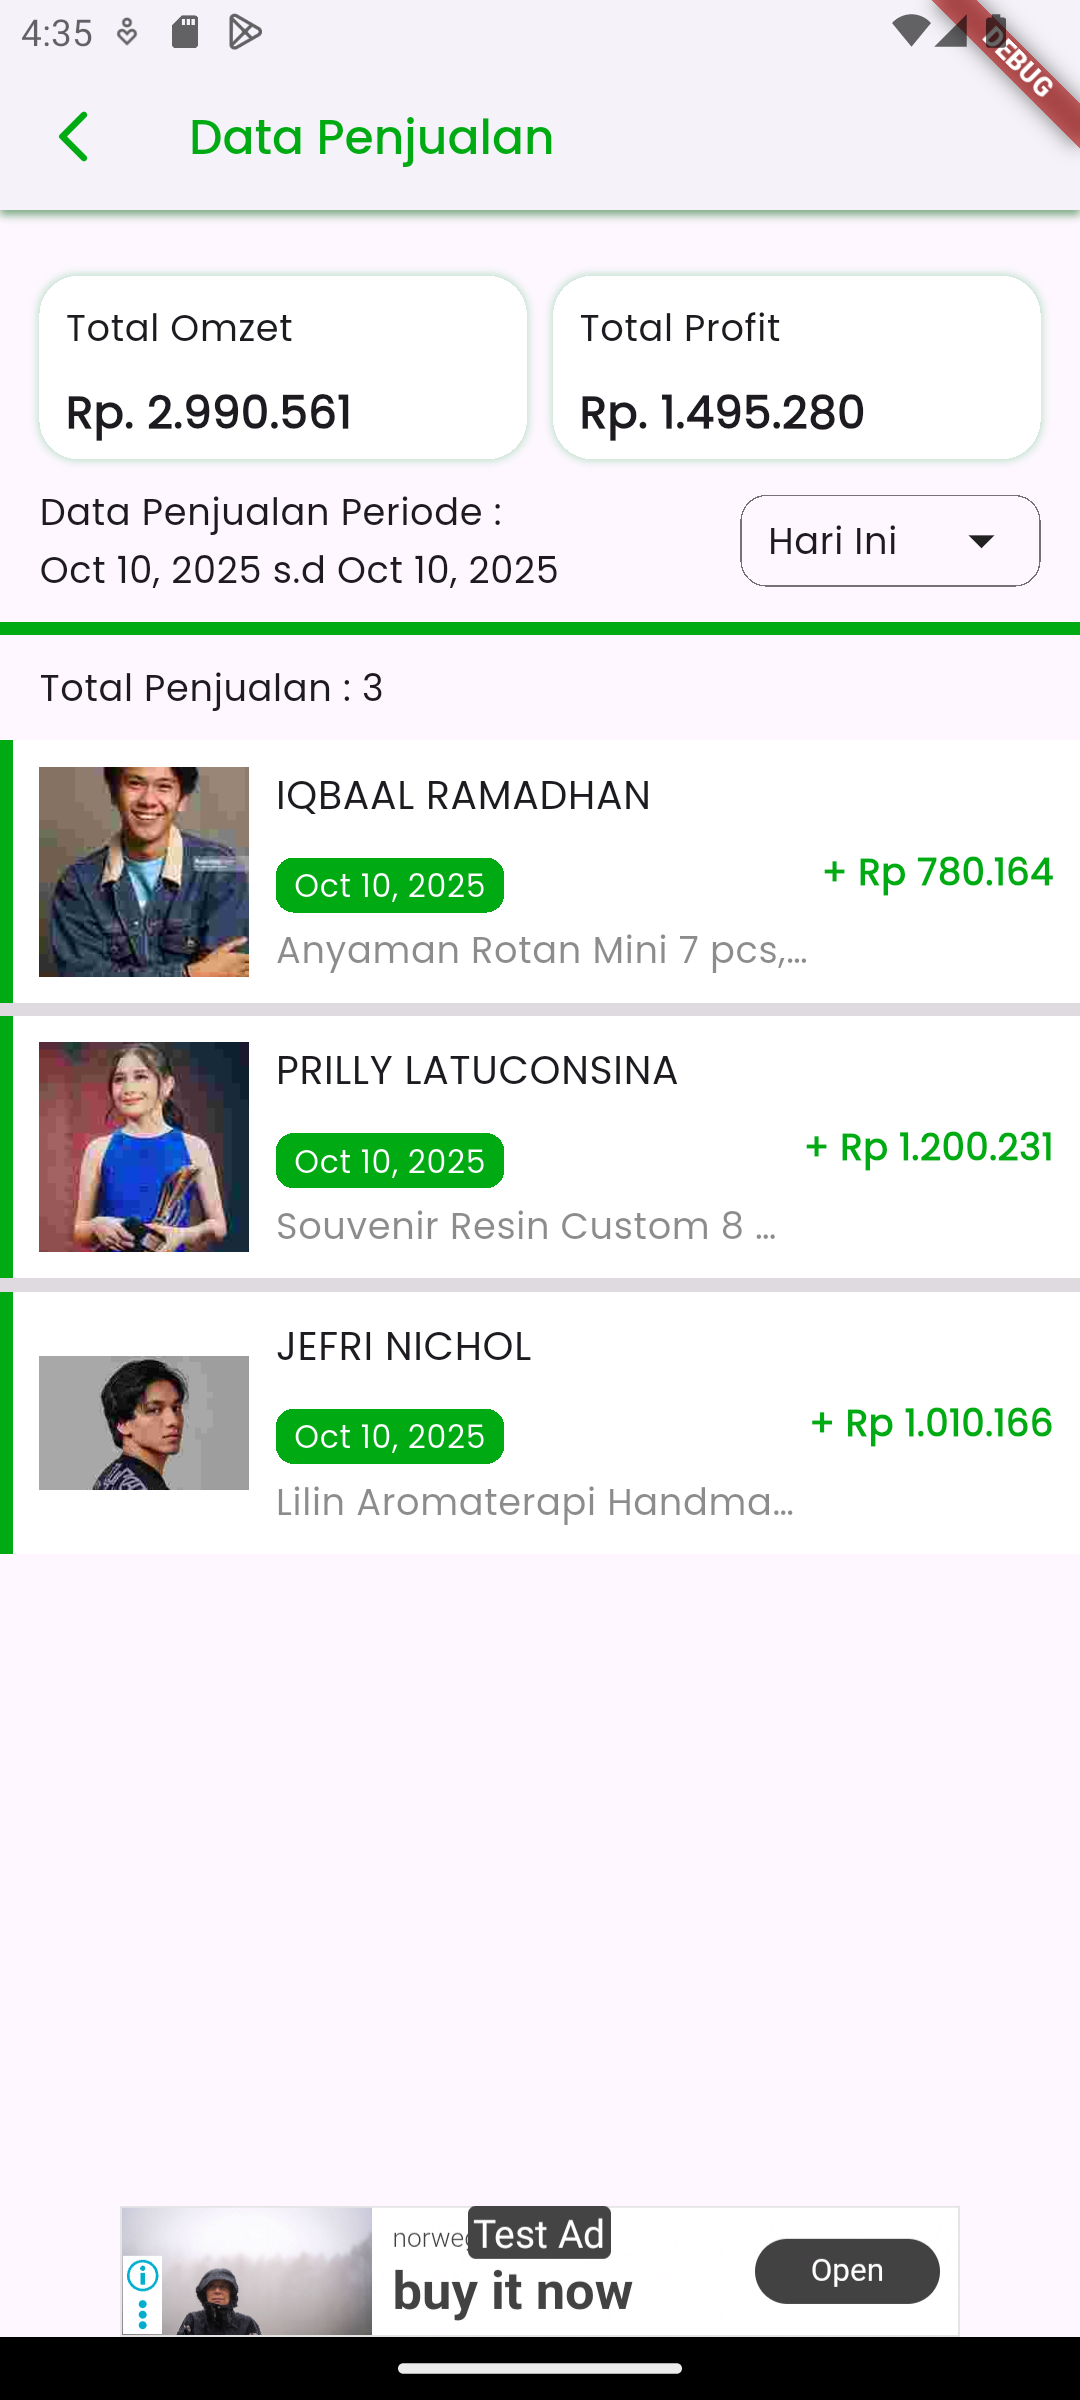 4:35
DEBUG
Data Penjualan
Total Omzet
Rp. 2.990.561
Total Profit
Rp. 1.495.280
Data Penjualan Periode :
Oct 10, 2025 s.d Oct 10, 2025
Hari Ini
Total Penjualan : 3
IQBAAL RAMADHAN
Oct 10, 2025
+ Rp 780.164
Anyaman Rotan Mini 7 pcs,...
PRILLY LATUCONSINA
Oct 10, 2025
+ Rp 1.200.231
Souvenir Resin Custom 8 ...
JEFRI NICHOL
Oct 10, 2025
+ Rp 1.010.166
Lilin Aromaterapi Handma...
Test Ad
buy it now
Open